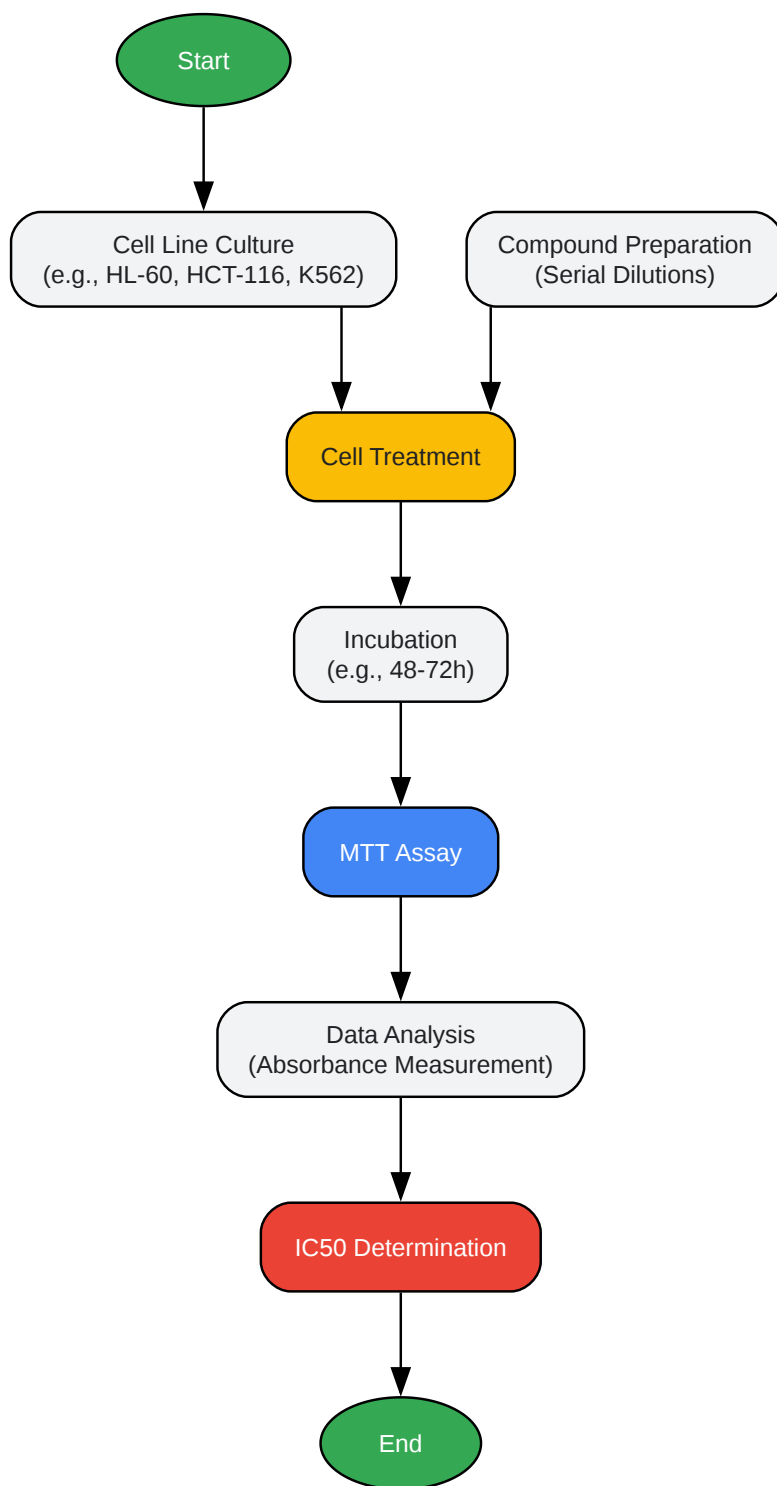 Start
Cell Line Culture
(e.g., HL-60, HCT-116, K562)
Compound Preparation
(Serial Dilutions)
Cell Treatment
Incubation
(e.g., 48-72h)
MTT Assay
Data Analysis
(Absorbance Measurement)
IC50 Determination
End